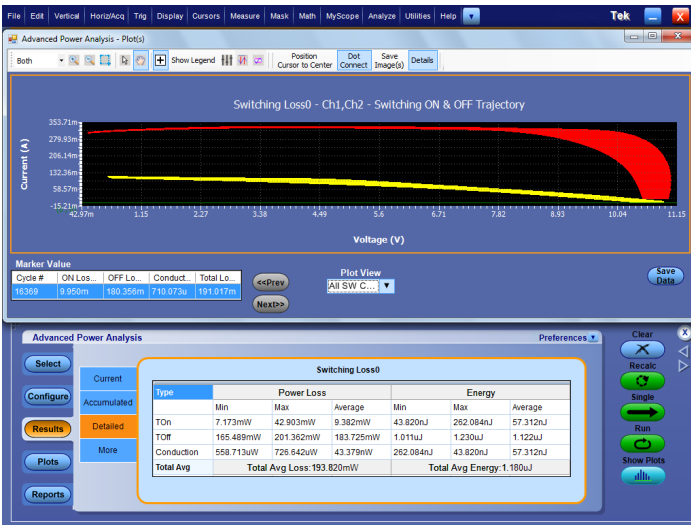 File Edit Vertical Horiz/Acq Trig Display Cursors Measure Mask Math MyScope Analyze Utilities Help Tek
Advanced Power Analysis - Plot(s)
Both Show Legend Position Cursor to Center Dot Connect Save Image(s) Details
Switching Loss0 - Ch1,Ch2 - Switching ON & OFF Trajectory
353.71m
279.93m
206.14m
132.36m
58.57m
-15.21m
Current (A)
42.97m 1.15 2.27 3.38 4.49 5.6 6.71 7.82 8.93 10.04 11.15
Voltage (V)
Marker Value
Cycle # ON Los... OFF Lo... Conduct... Total Lo...
16369 9.950m 180.356m 710.073u 191.017m
<<Prev
Next>>
Plot View
All SW C...
Save
Data
Advanced Power Analysis Preferences
Select
Configure
Results
Plots
Reports
Current
Accumulated
Detailed
More
Switching Loss0
Type Power Loss Energy
Min Max Average Min Max Average
TOn 7.173mW 42.903mW 9.382mW 43.820nJ 262.084nJ 57.312nJ
TOff 165.489mW 201.362mW 183.725mW 1.011uJ 1.230uJ 1.122uJ
Conduction 558.713uW 726.642uW 43.379nW 262.084nJ 43.820nJ 57.312nJ
Total Avg Total Avg Loss:193.820mW Total Avg Energy:1.180uJ
Clear
Recalc
Single
Run
Show Plots